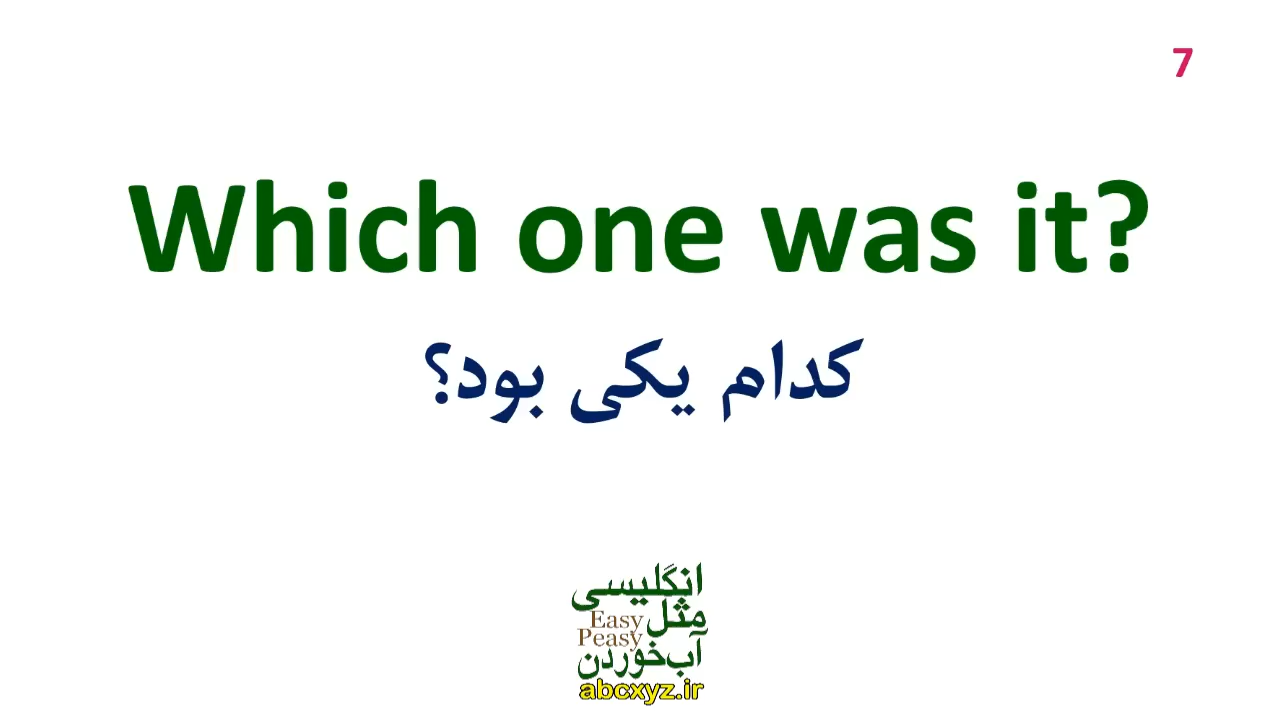 7
Which one was it?
کدام یکی بود؟
انگلیسی
مثل
Easy
Peasy
آب‌خوردن
abcxyz.ir